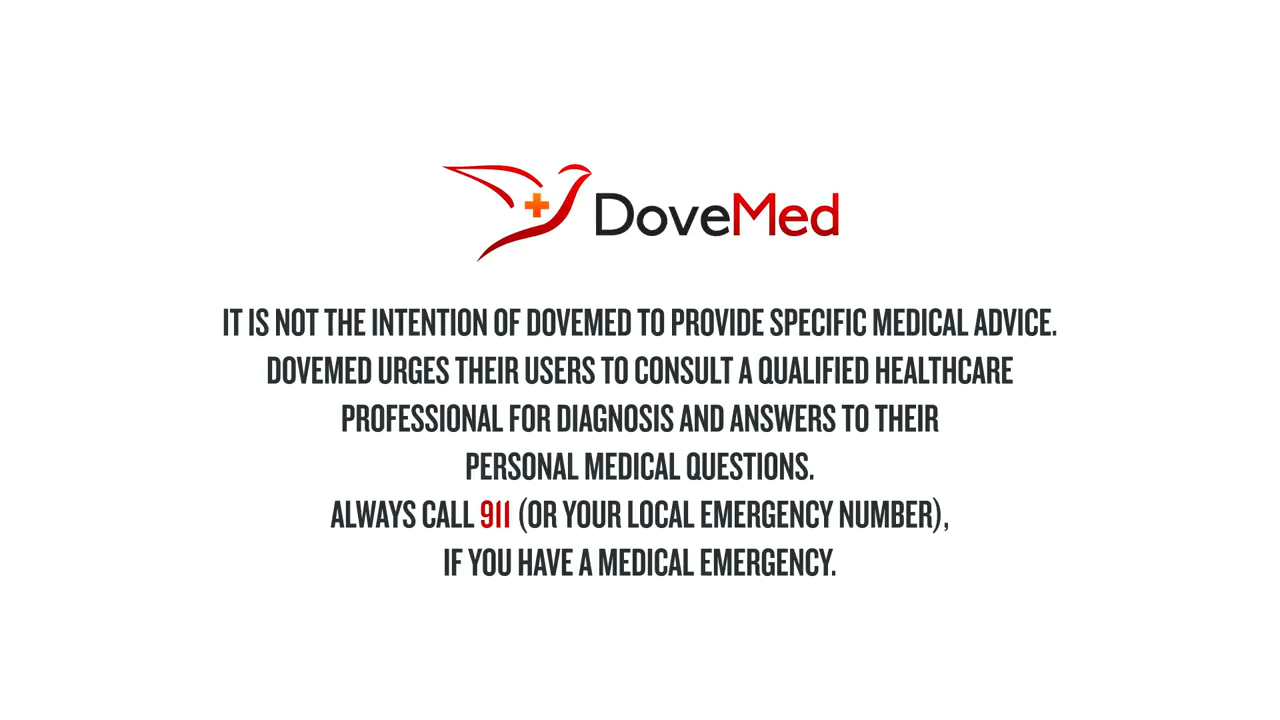 DoveMed
IT IS NOT THE INTENTION OF DOVEMED TO PROVIDE SPECIFIC MEDICAL ADVICE.
DOVEMED URGES THEIR USERS TO CONSULT A QUALIFIED HEALTHCARE
PROFESSIONAL FOR DIAGNOSIS AND ANSWERS TO THEIR
PERSONAL MEDICAL QUESTIONS.
ALWAYS CALL 911 (OR YOUR LOCAL EMERGENCY NUMBER),
IF YOU HAVE A MEDICAL EMERGENCY.